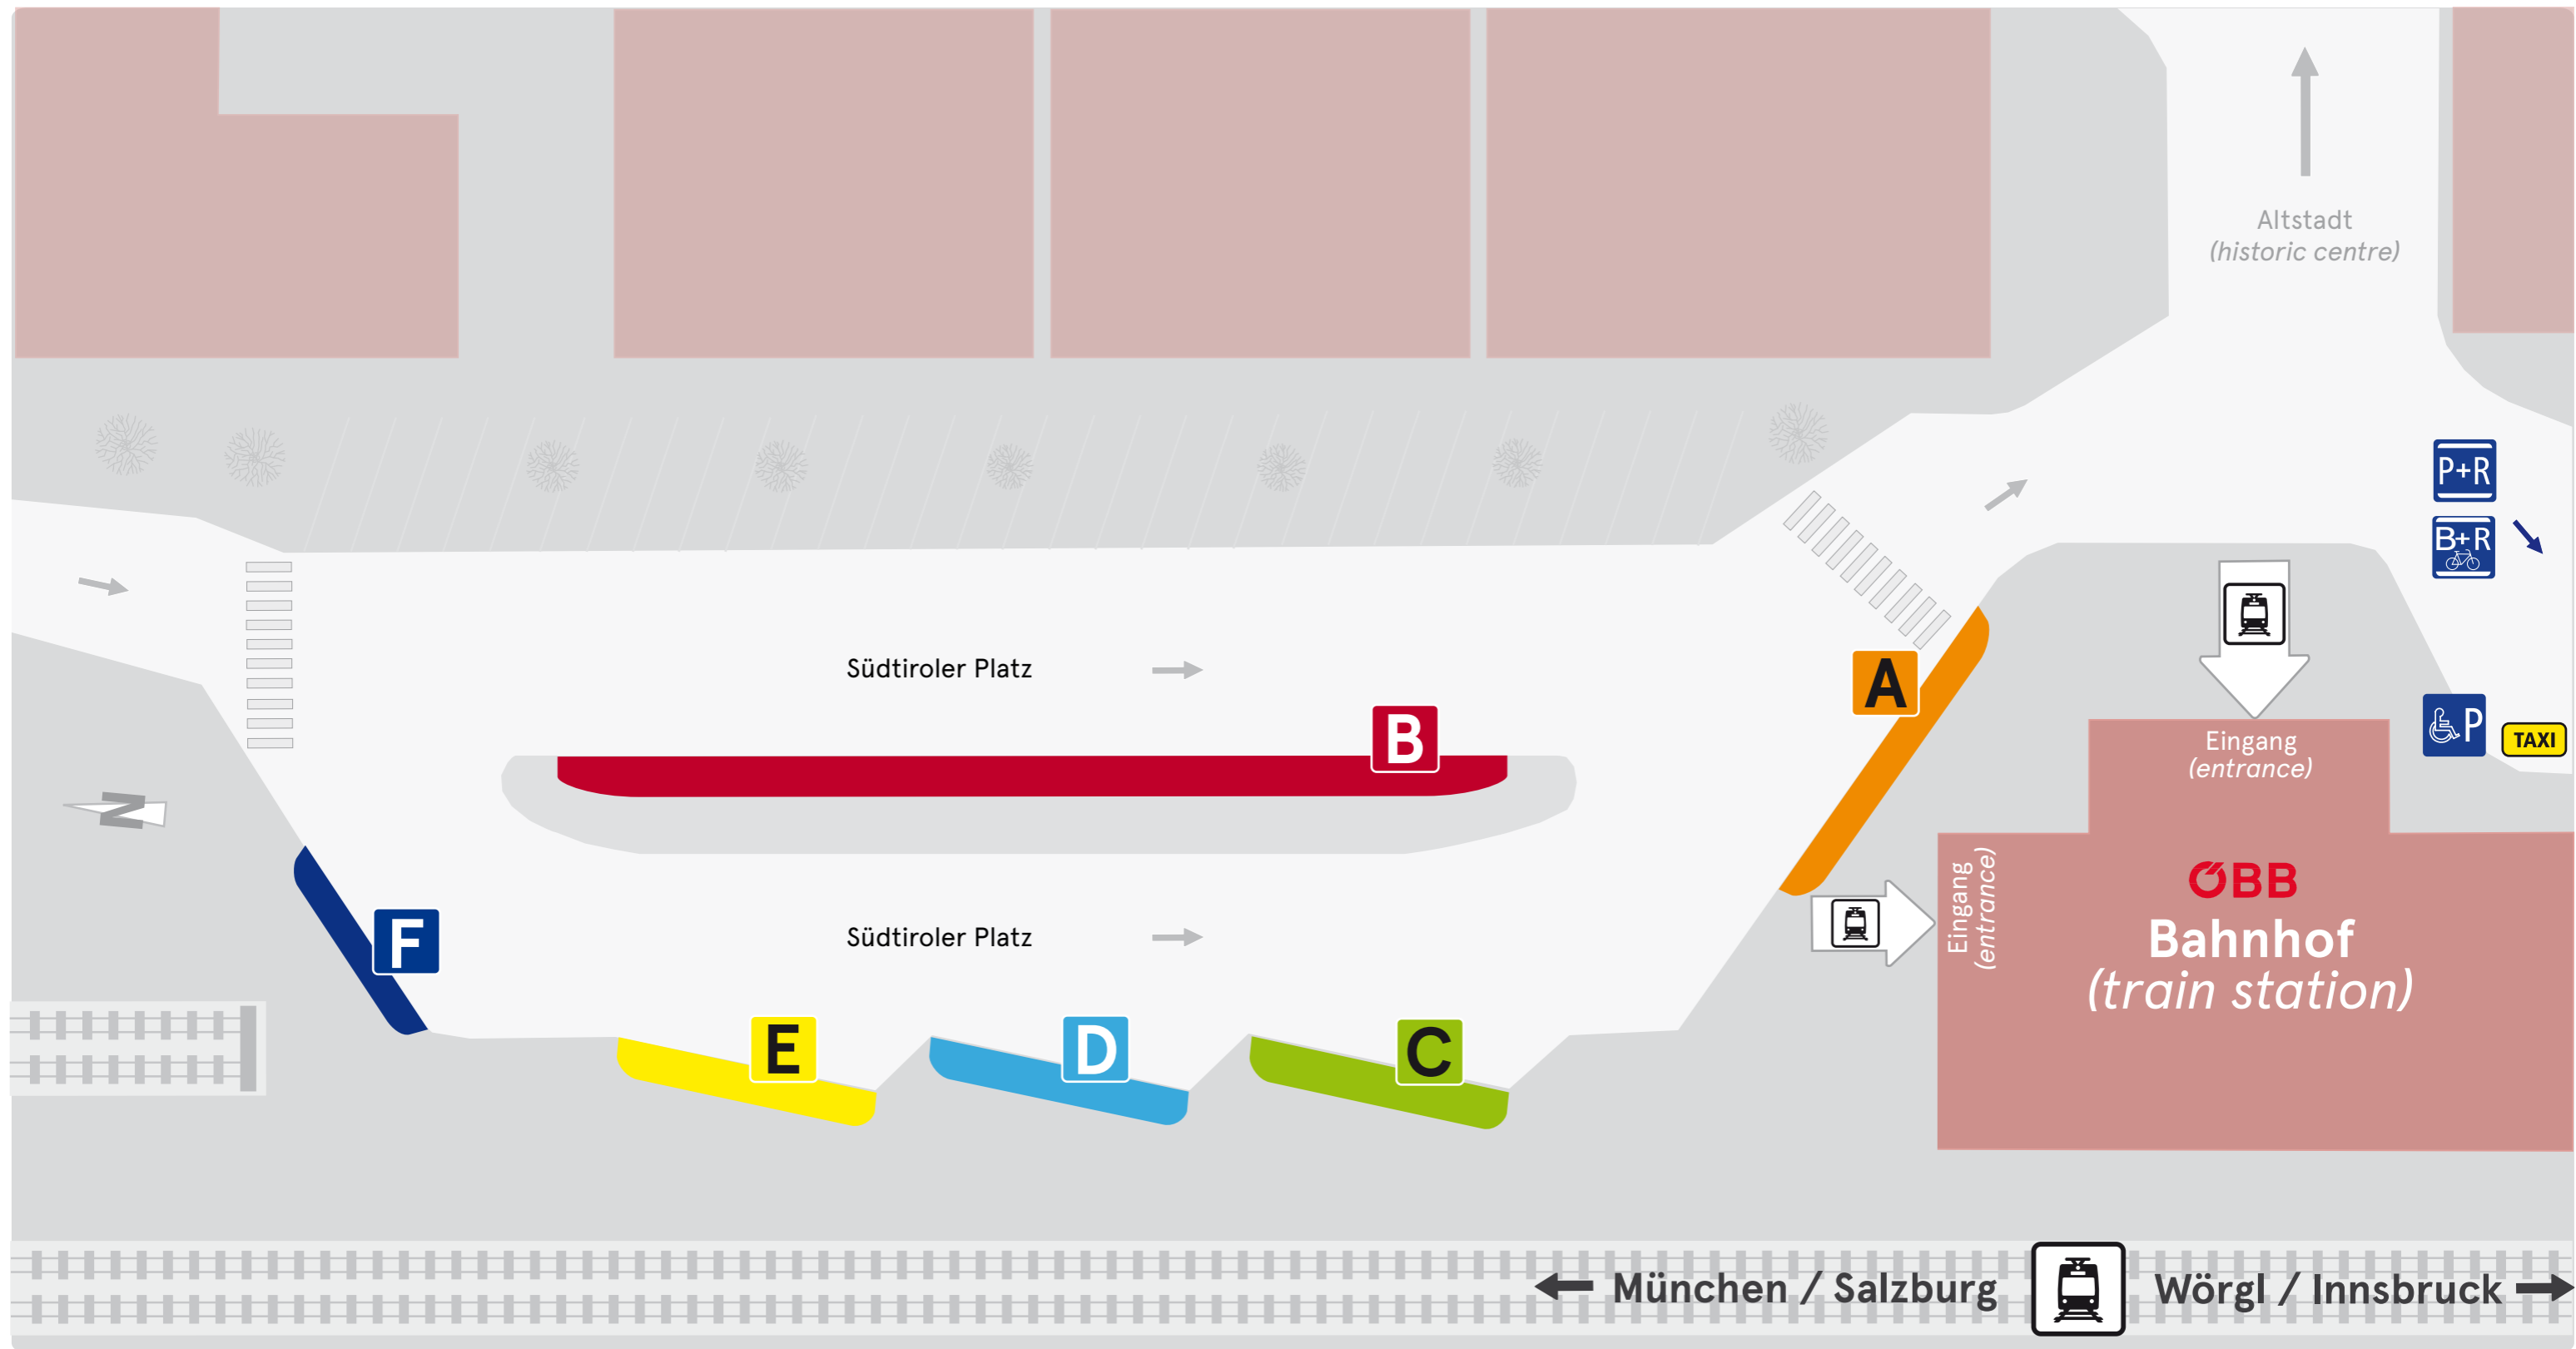 Altstadt
(historic centre)
P+R
B+R
Südtiroler Platz
A
B
Eingang
(entrance)
P
TAXI
N
Eingang
(entrance)
ÖBB
Bahnhof
(train station)
F
Südtiroler Platz
E
D
C
München / Salzburg
Wörgl / Innsbruck